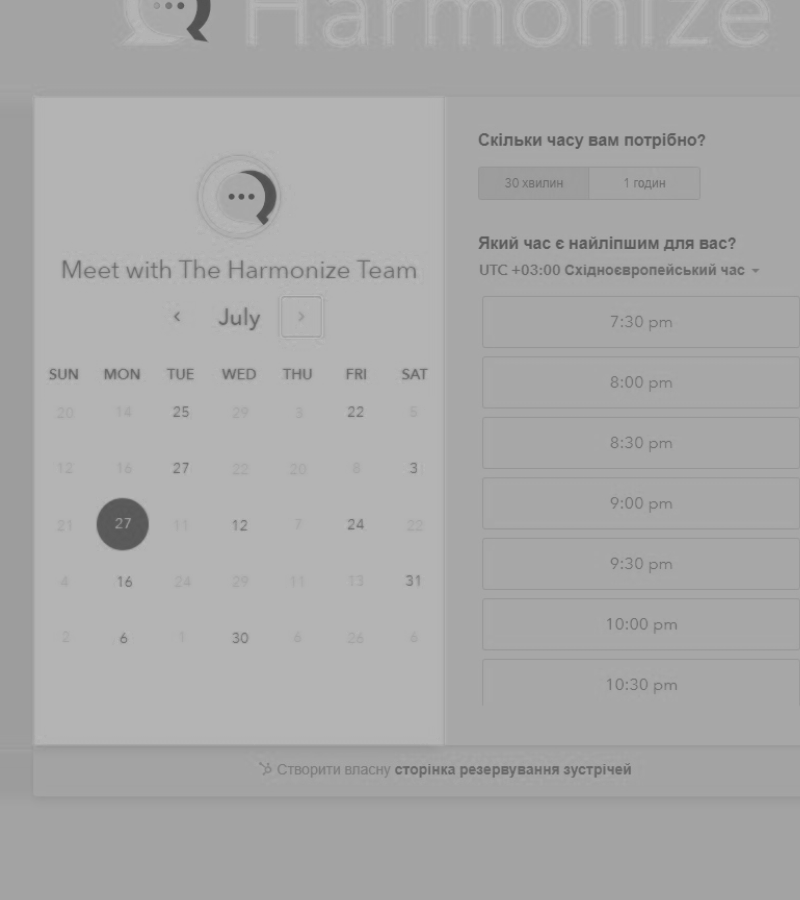 Harmonize
Meet with The Harmonize Team
July
SUN MON TUE WED THU FRI SAT
20 14 25 29 3 22 5
12 16 27 22 20 8 3
21 27 11 12 7 24 22
4 16 24 29 11 13 31
2 6 1 30 6 26 6
Скільки часу вам потрібно?
30 хвилин 1 годин
Який час є найліпшим для вас?
UTC +03:00 Східноєвропейський час
7:30 pm
8:00 pm
8:30 pm
9:00 pm
9:30 pm
10:00 pm
10:30 pm
Створити власну сторінка резервування зустрічей